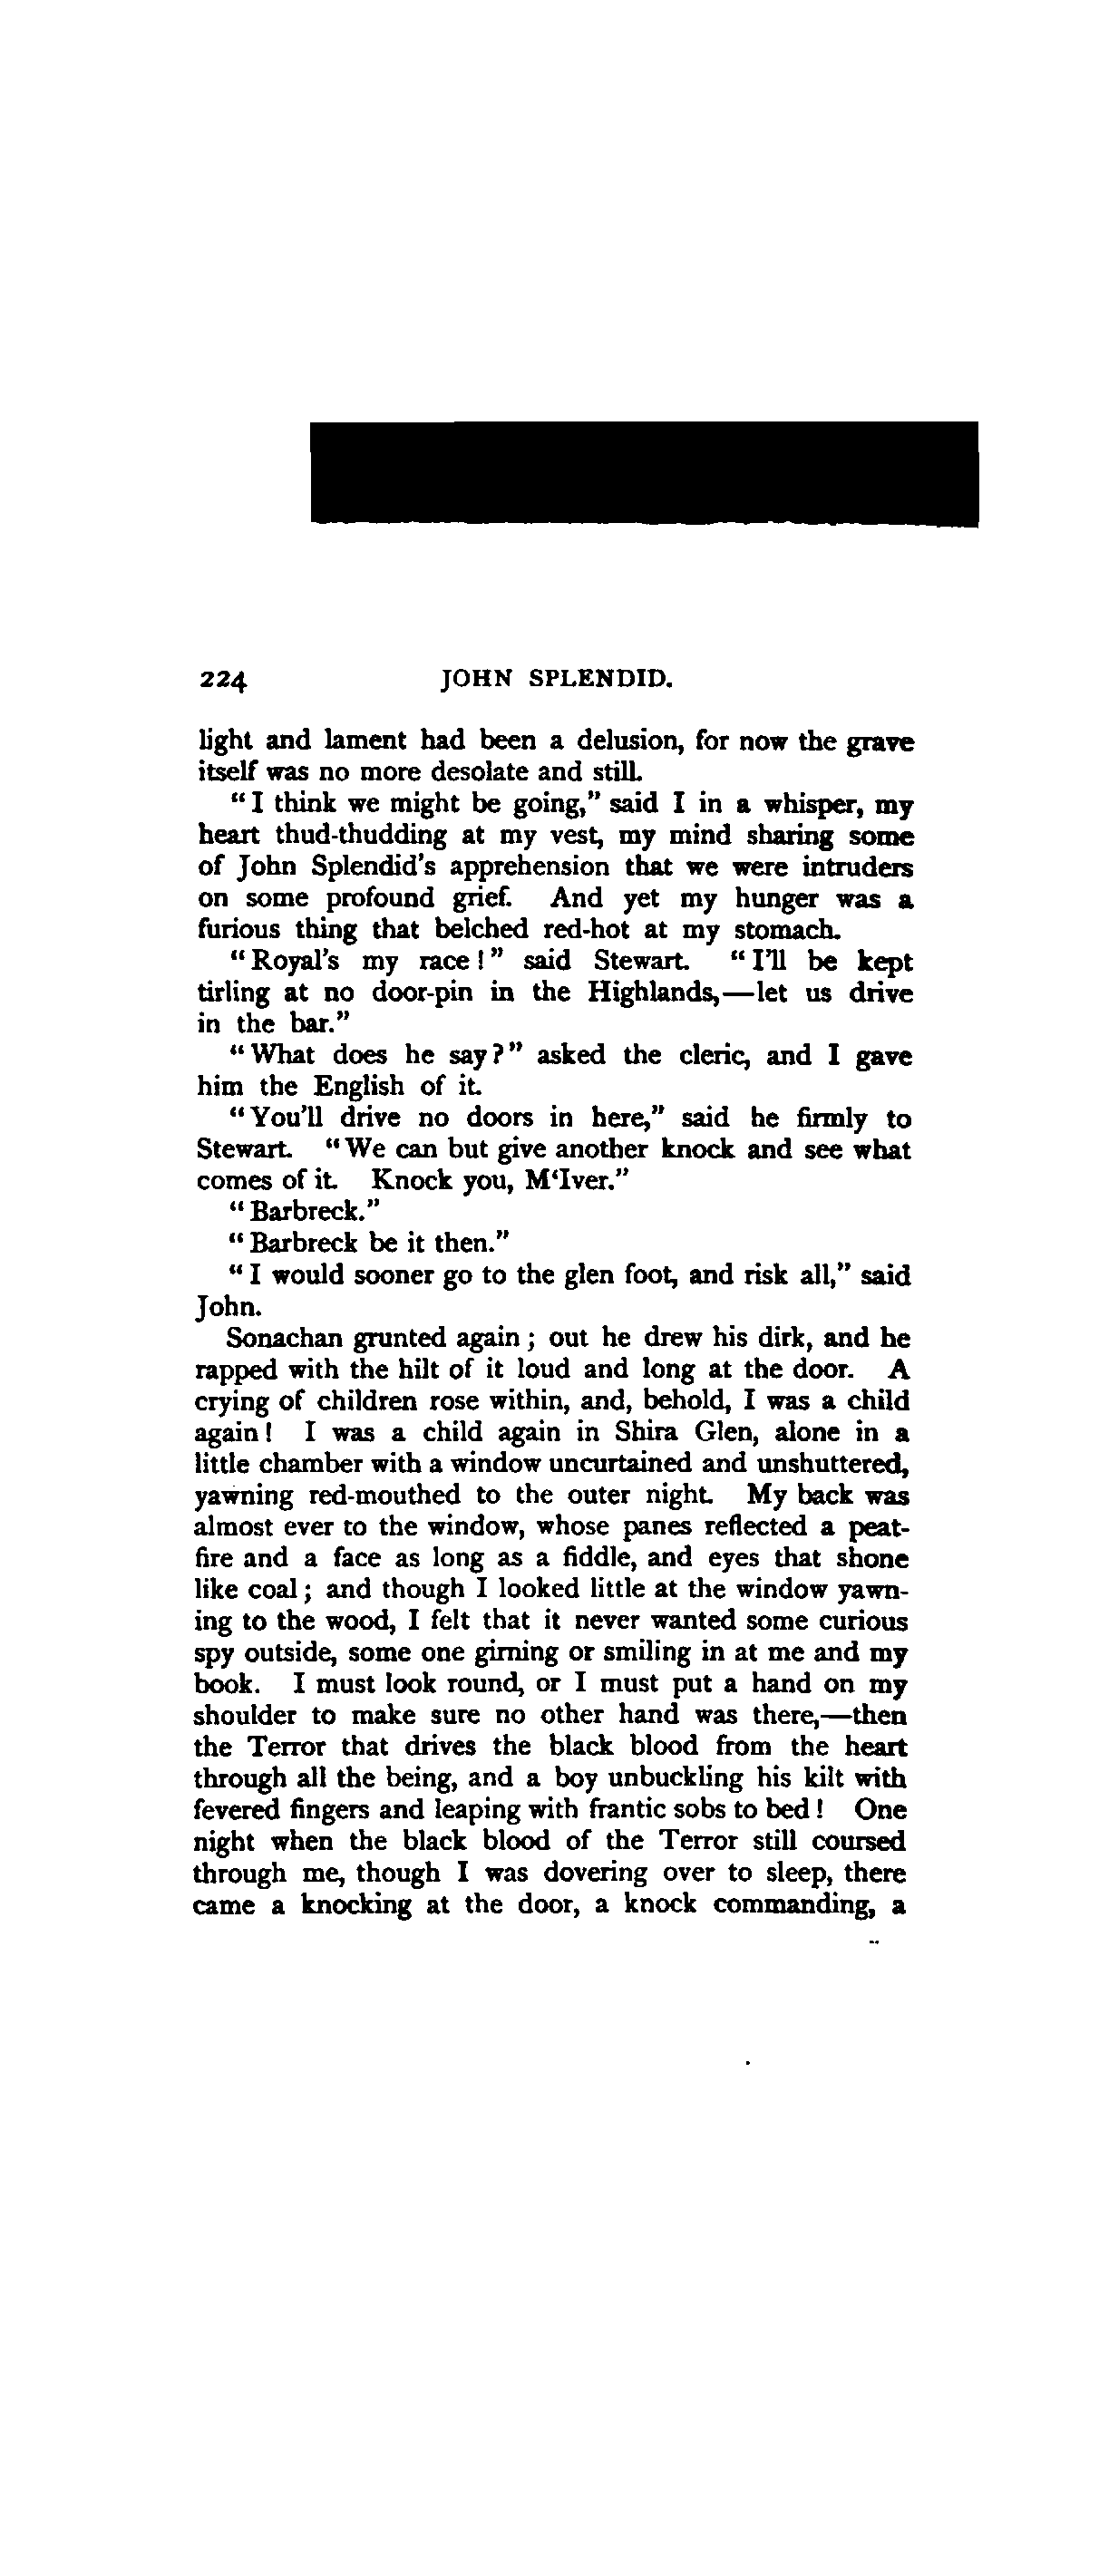 224 JOHN SPLENDID.
light and lament had been a delusion, for now the grave
itself was no more desolate and still.
"I think we might be going," said I in a whisper, my
heart thud-thudding at my vest, my mind sharing some
of John Splendid's apprehension that we were intruders
on some profound grief. And yet my hunger was a
furious thing that belched red-hot at my stomach.
"Royal's my race!" said Stewart. "I'll be kept
tirling at no door-pin in the Highlands,—let us drive
in the bar."
"What does he say?" asked the cleric, and I gave
him the English of it.
"You'll drive no doors in here," said he firmly to
Stewart. "We can but give another knock and see what
comes of it. Knock you, M'Iver."
"Barbreck."
"Barbreck be it then."
"I would sooner go to the glen foot, and risk all," said
John.
Sonachan grunted again; out he drew his dirk, and he
rapped with the hilt of it loud and long at the door. A
crying of children rose within, and, behold, I was a child
again! I was a child again in Shira Glen, alone in a
little chamber with a window uncurtained and unshuttered,
yawning red-mouthed to the outer night. My back was
almost ever to the window, whose panes reflected a peat-
fire and a face as long as a fiddle, and eyes that shone
like coal; and though I looked little at the window yawn-
ing to the wood, I felt that it never wanted some curious
spy outside, some one girning or smiling in at me and my
book. I must look round, or I must put a hand on my
shoulder to make sure no other hand was there,—then
the Terror that drives the black blood from the heart
through all the being, and a boy unbuckling his kilt with
fevered fingers and leaping with frantic sobs to bed! One
night when the black blood of the Terror still coursed
through me, though I was dovering over to sleep, there
came a knocking at the door, a knock commanding, a